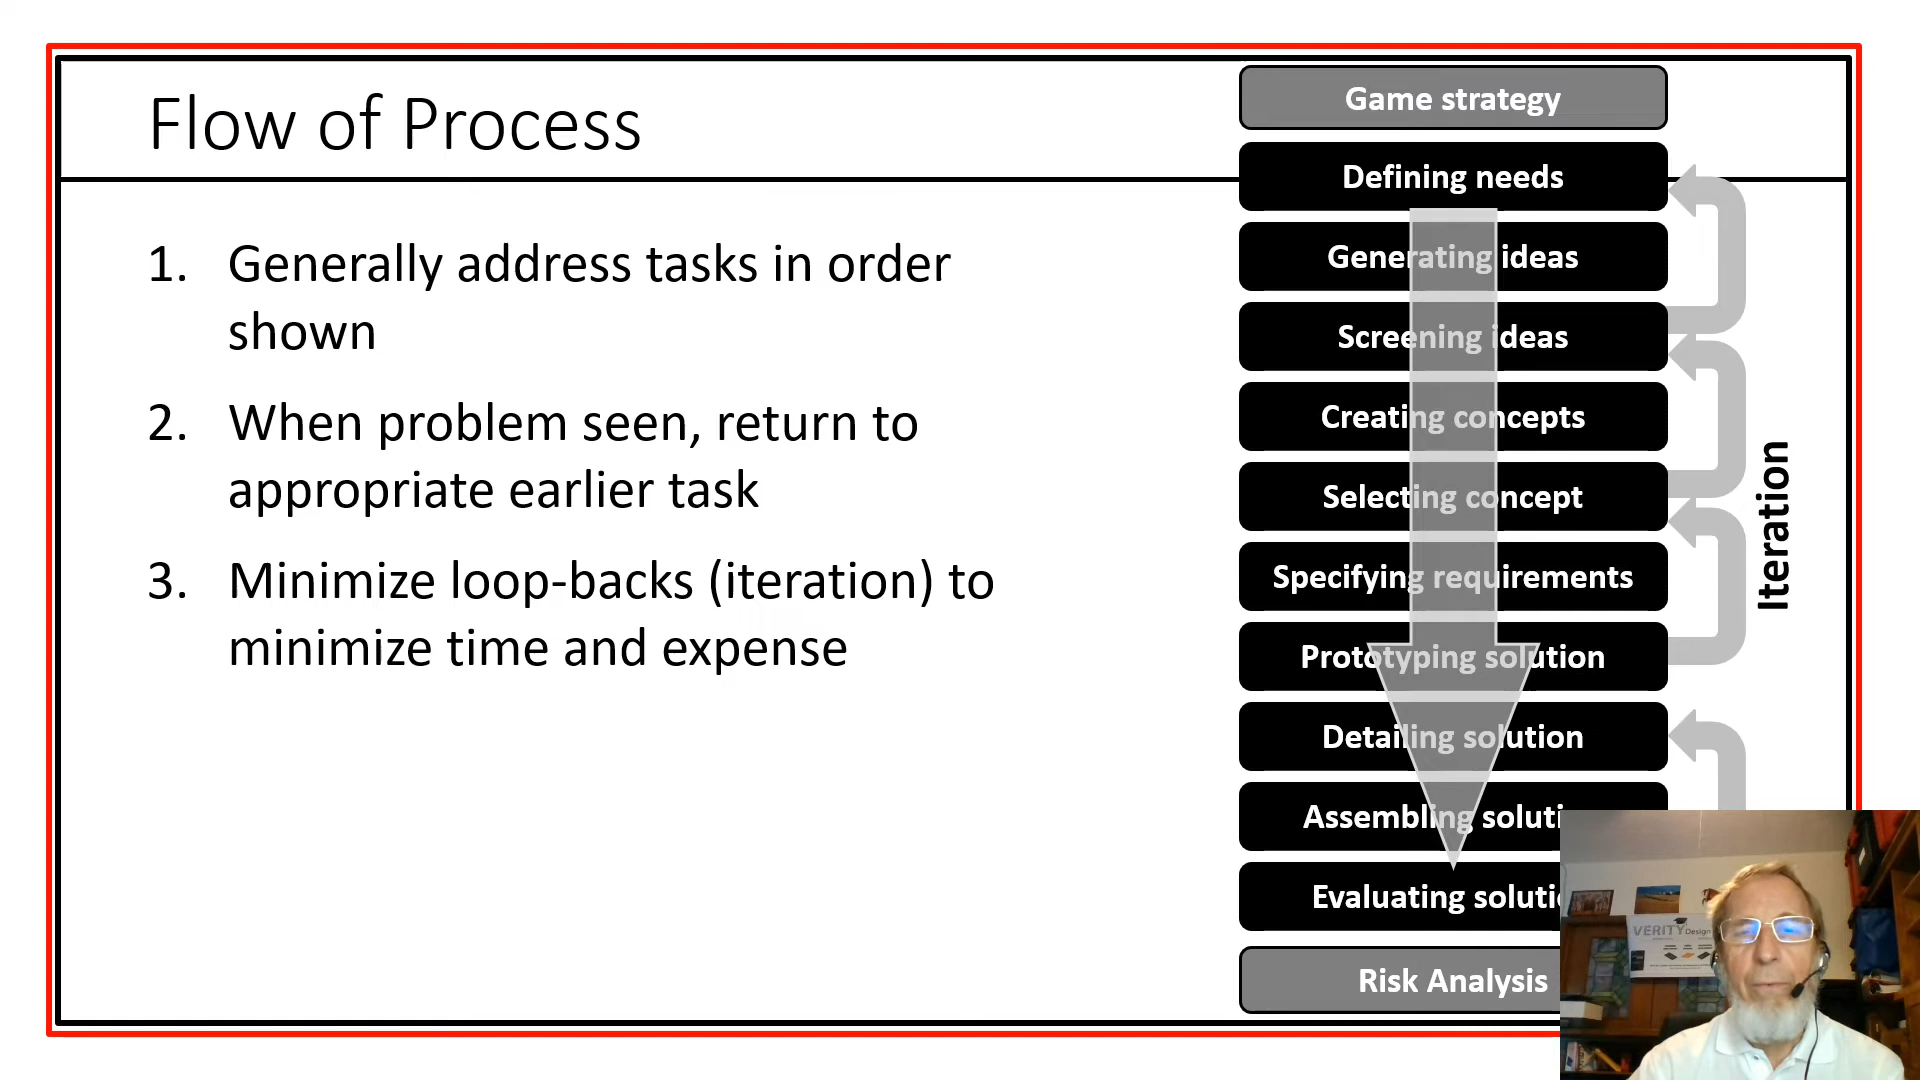 Flow of Process
1. Generally address tasks in order
shown
2. When problem seen, return to
appropriate earlier task
3. Minimize loop-backs (iteration) to
minimize time and expense
Game strategy
Defining needs
Generating ideas
Screening ideas
Creating concepts
Selecting concept
Specifying requirements
Prototyping solution
Detailing solution
Assembling soluti
Evaluating soluti
Risk Analysis
Iteration
VERITY Design